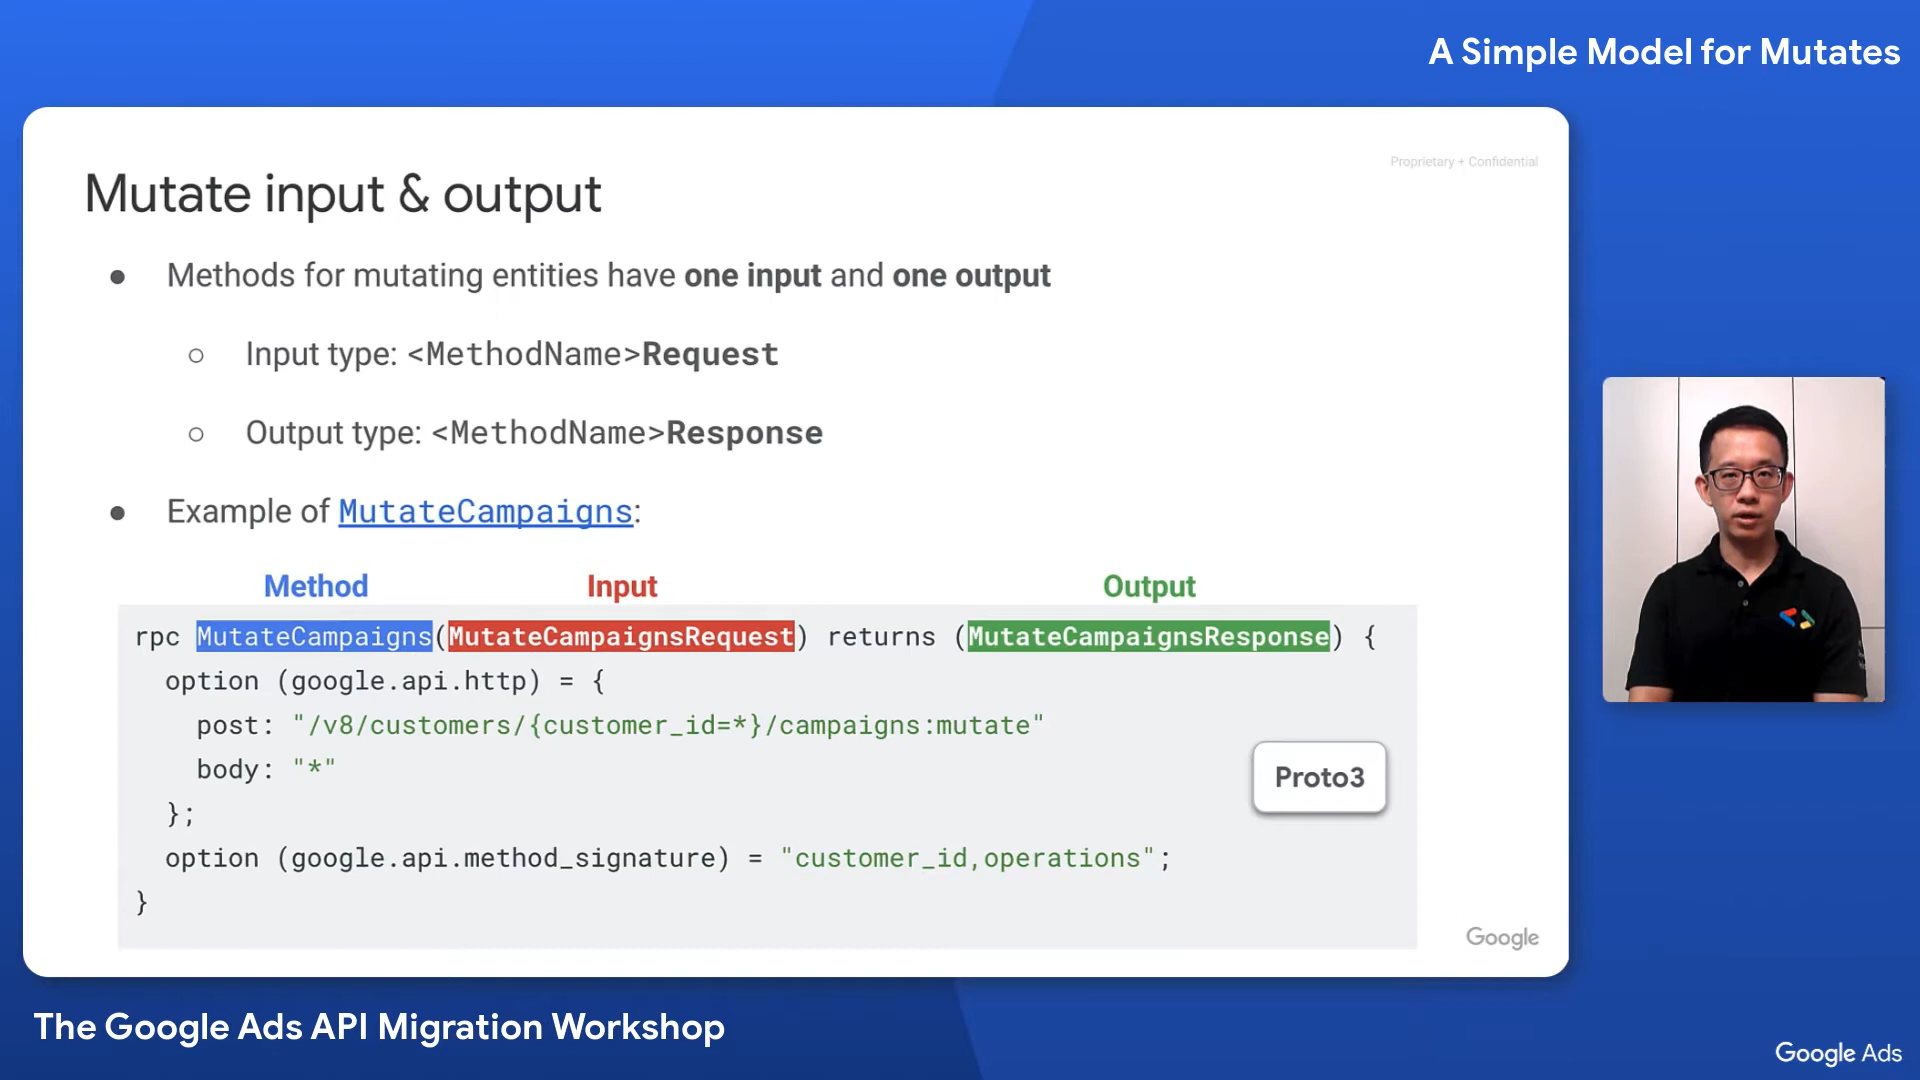 A Simple Model for Mutates
Proprietary + Confidential
Mutate input & output
● Methods for mutating entities have one input and one output
○ Input type: <MethodName>Request
○ Output type: <MethodName>Response
● Example of MutateCampaigns:
Method Input Output
rpc MutateCampaigns(MutateCampaignsRequest) returns (MutateCampaignsResponse) {
  option (google.api.http) = {
    post: "/v8/customers/{customer_id=*}/campaigns:mutate"
    body: "*"
  };
  option (google.api.method_signature) = "customer_id,operations";
}
Proto3
Google
The Google Ads API Migration Workshop
Google Ads